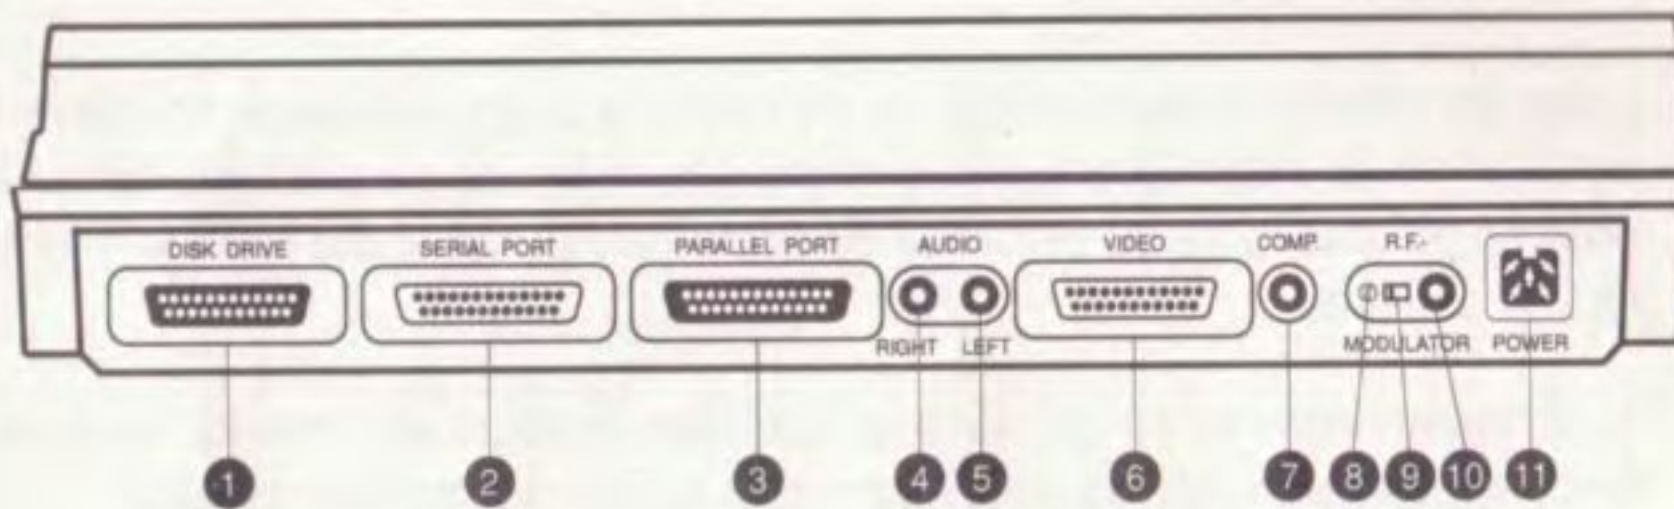 DISK DRIVE SERIAL PORT PARALLEL PORT AUDIO VIDEO COMP. R.F.-
RIGHT LEFT MODULATOR POWER
1 2 3 4 5 6 7 8 9 10 11